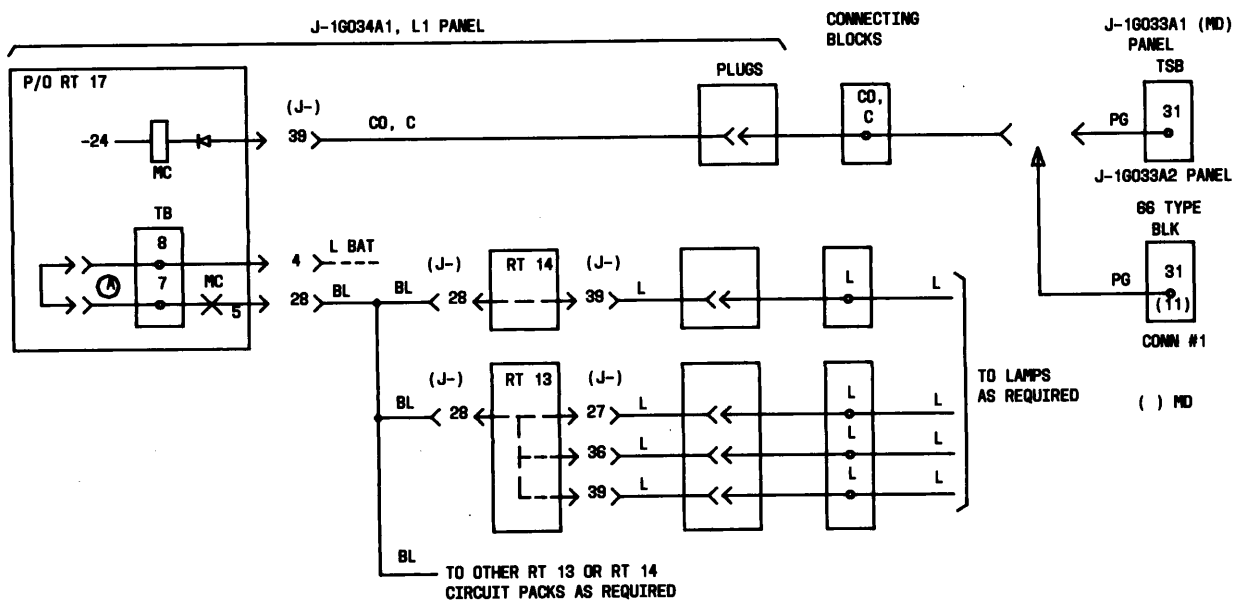 J-1G034A1, L1 PANEL
CONNECTING
BLOCKS
J-1G033A1 (MD)
PANEL
TSB
P/O RT 17
PLUGS
(J-)
CO, C
CO,
C
31
-24
39
PG
MC
J-1G033A2 PANEL
TB
66 TYPE
BLK
8
4
L BAT
(J-)
RT 14
(J-)
L
31
A
7
MC
BL
BL
28
28
39
L
L
PG
(11)
5
CONN #1
(J-)
RT 13
(J-)
TO LAMPS
AS REQUIRED
( ) MD
BL
28
27
L
L
L
36
L
L
L
39
L
L
L
BL
TO OTHER RT 13 OR RT 14
CIRCUIT PACKS AS REQUIRED